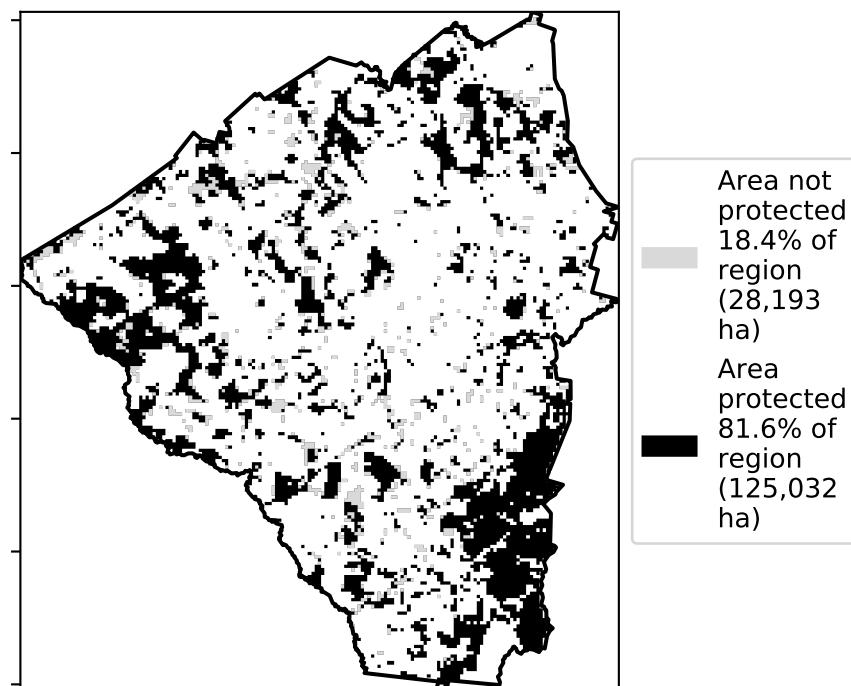 Area not
protected
18.4% of
region
(28,193
ha)
Area
protected
81.6% of
region
(125,032
ha)